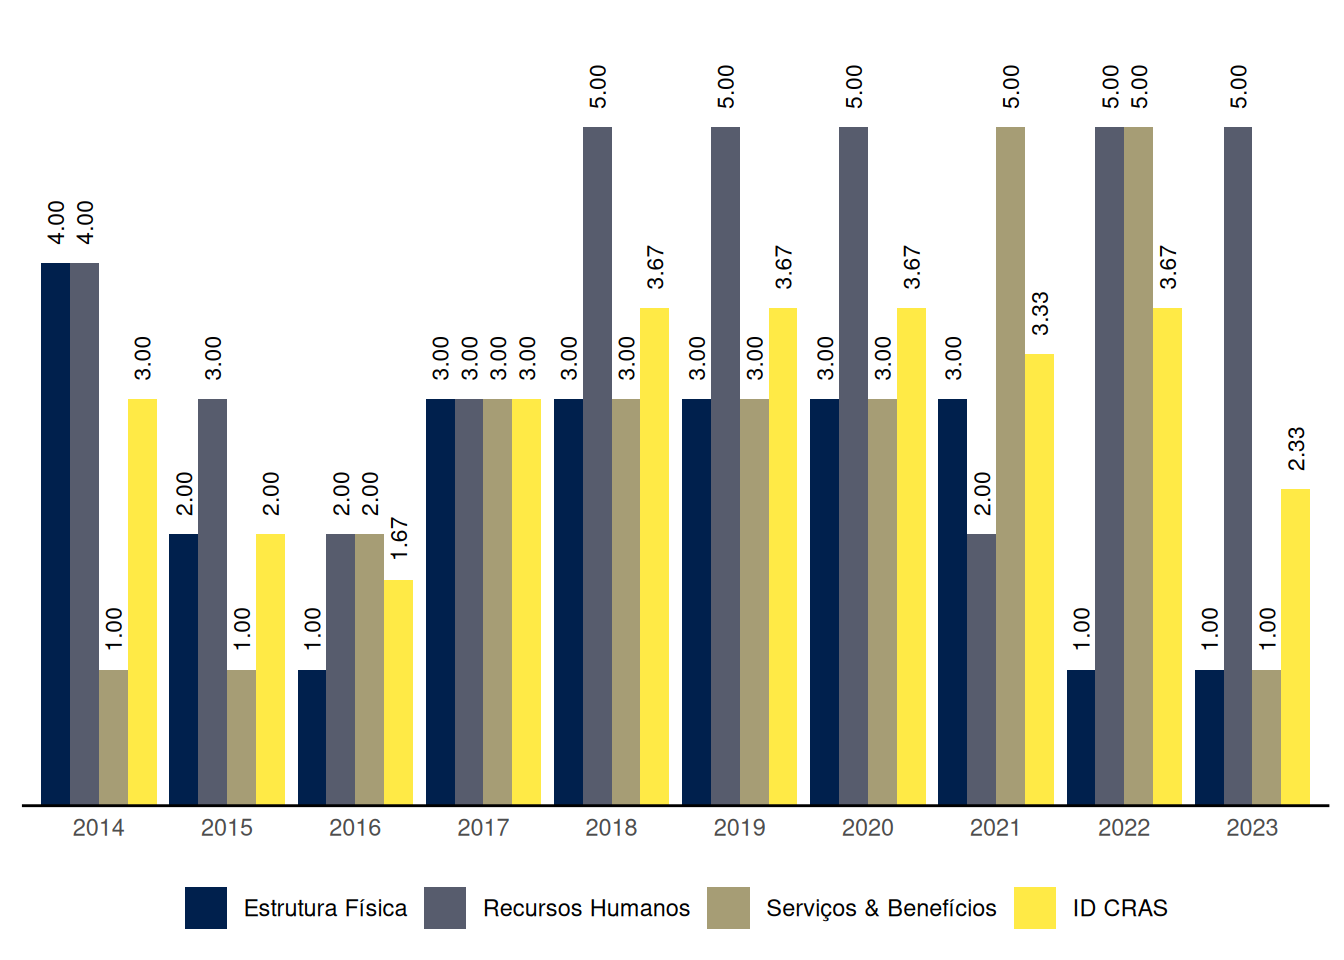 5.00 5.00 5.00 5.00 5.00 5.00 5.00
4.00 4.00
3.67 3.67 3.67 3.67
3.33
3.00 3.00 3.00 3.00 3.00 3.00 3.00 3.00 3.00 3.00 3.00 3.00 3.00
2.33
2.00 2.00 2.00 2.00 2.00
1.67
1.00 1.00 1.00 1.00 1.00 1.00
2014 2015 2016 2017 2018 2019 2020 2021 2022 2023
Estrutura Física Recursos Humanos Serviços & Benefícios ID CRAS